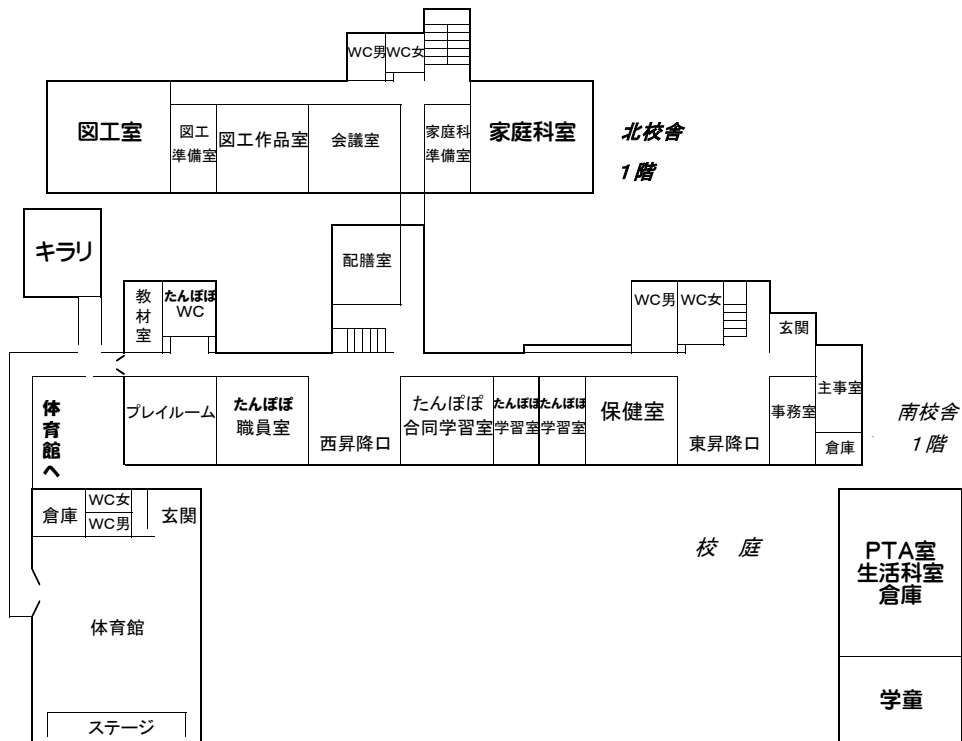 WC男
WC女
図工室
図工
準備室
図工作品室
会議室
家庭科
準備室
家庭科室
北校舎
1階
キラリ
配膳室
教
材
室
たんぽぽ
WC
WC男
WC女
玄関
プレイルーム
たんぽぽ
職員室
西昇降口
たんぽぽ
合同学習室
たんぽぽ
学習室
たんぽぽ
学習室
保健室
東昇降口
事務室
主事室
倉庫
南校舎
1階
体
育
館
へ
倉庫
WC女
WC男
玄関
体育館
ステージ
校 庭
PTA室
生活科室
倉庫
学童